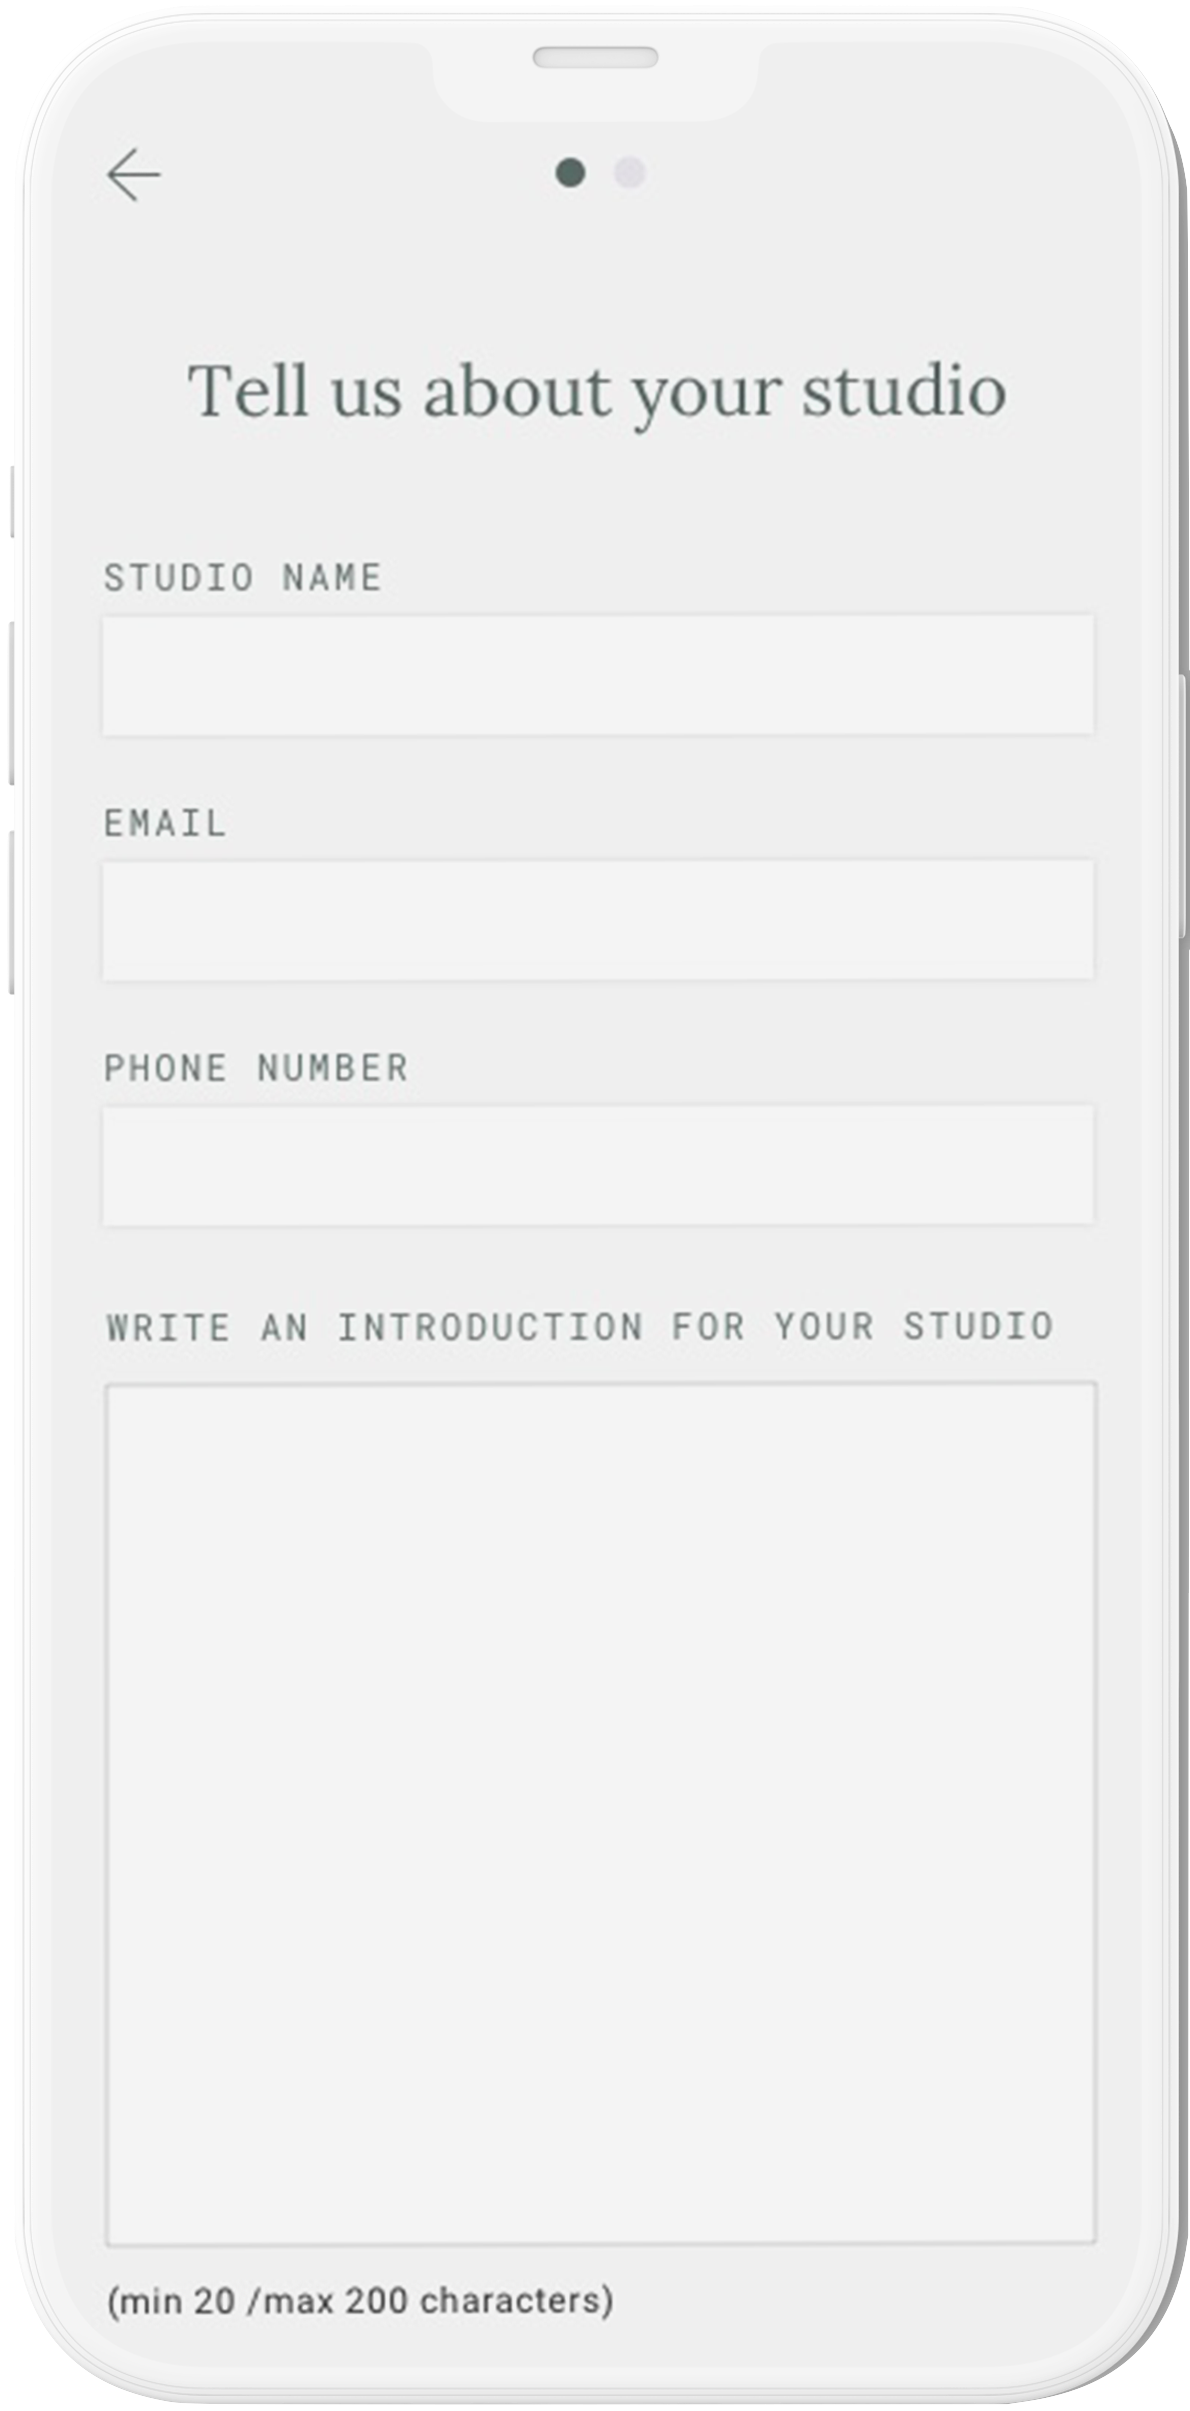 Tell us about your studio
STUDIO NAME
EMAIL
PHONE NUMBER
WRITE AN INTRODUCTION FOR YOUR STUDIO
(min 20 /max 200 characters)